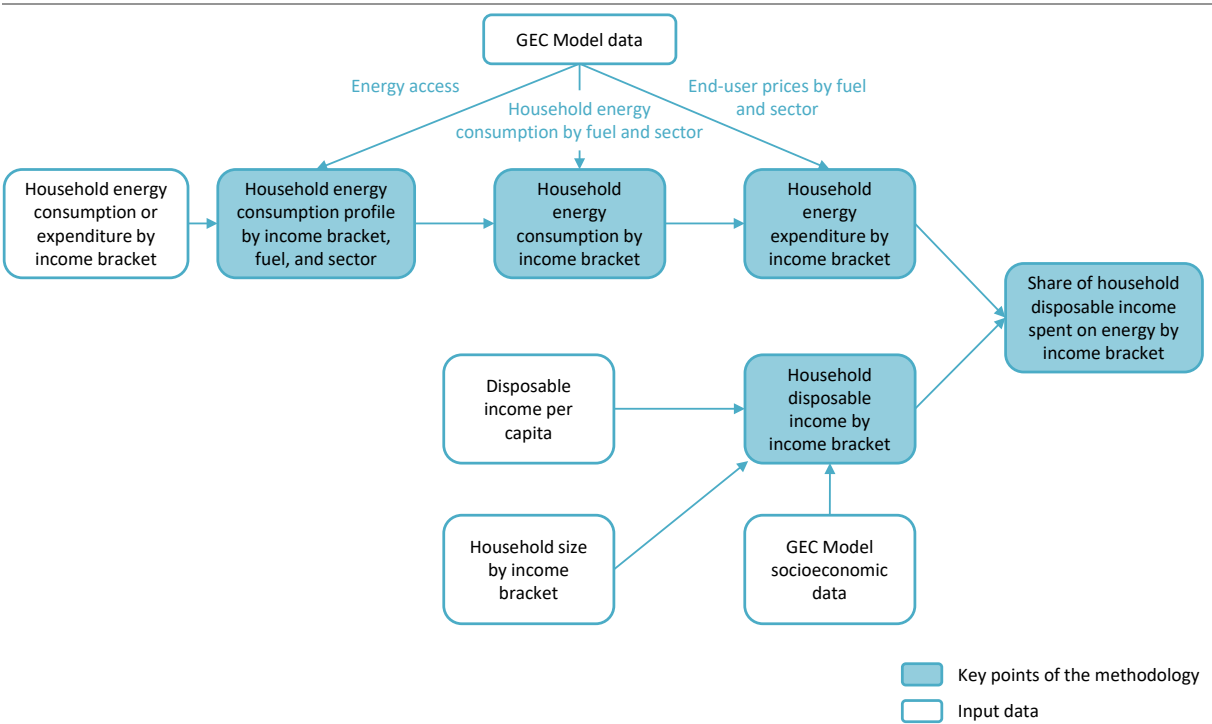 GEC Model data
Energy access
Household energy
consumption by fuel and sector
End-user prices by fuel
and sector
Household energy
consumption or
expenditure by
income bracket
Household energy
consumption profile
by income bracket,
fuel, and sector
Household
energy
consumption by
income bracket
Household
energy
expenditure by
income bracket
Share of household
disposable income
spent on energy by
income bracket
Disposable
income per
capita
Household
disposable
income by
income bracket
Household size
by income
bracket
GEC Model
socioeconomic
data
Key points of the methodology
Input data